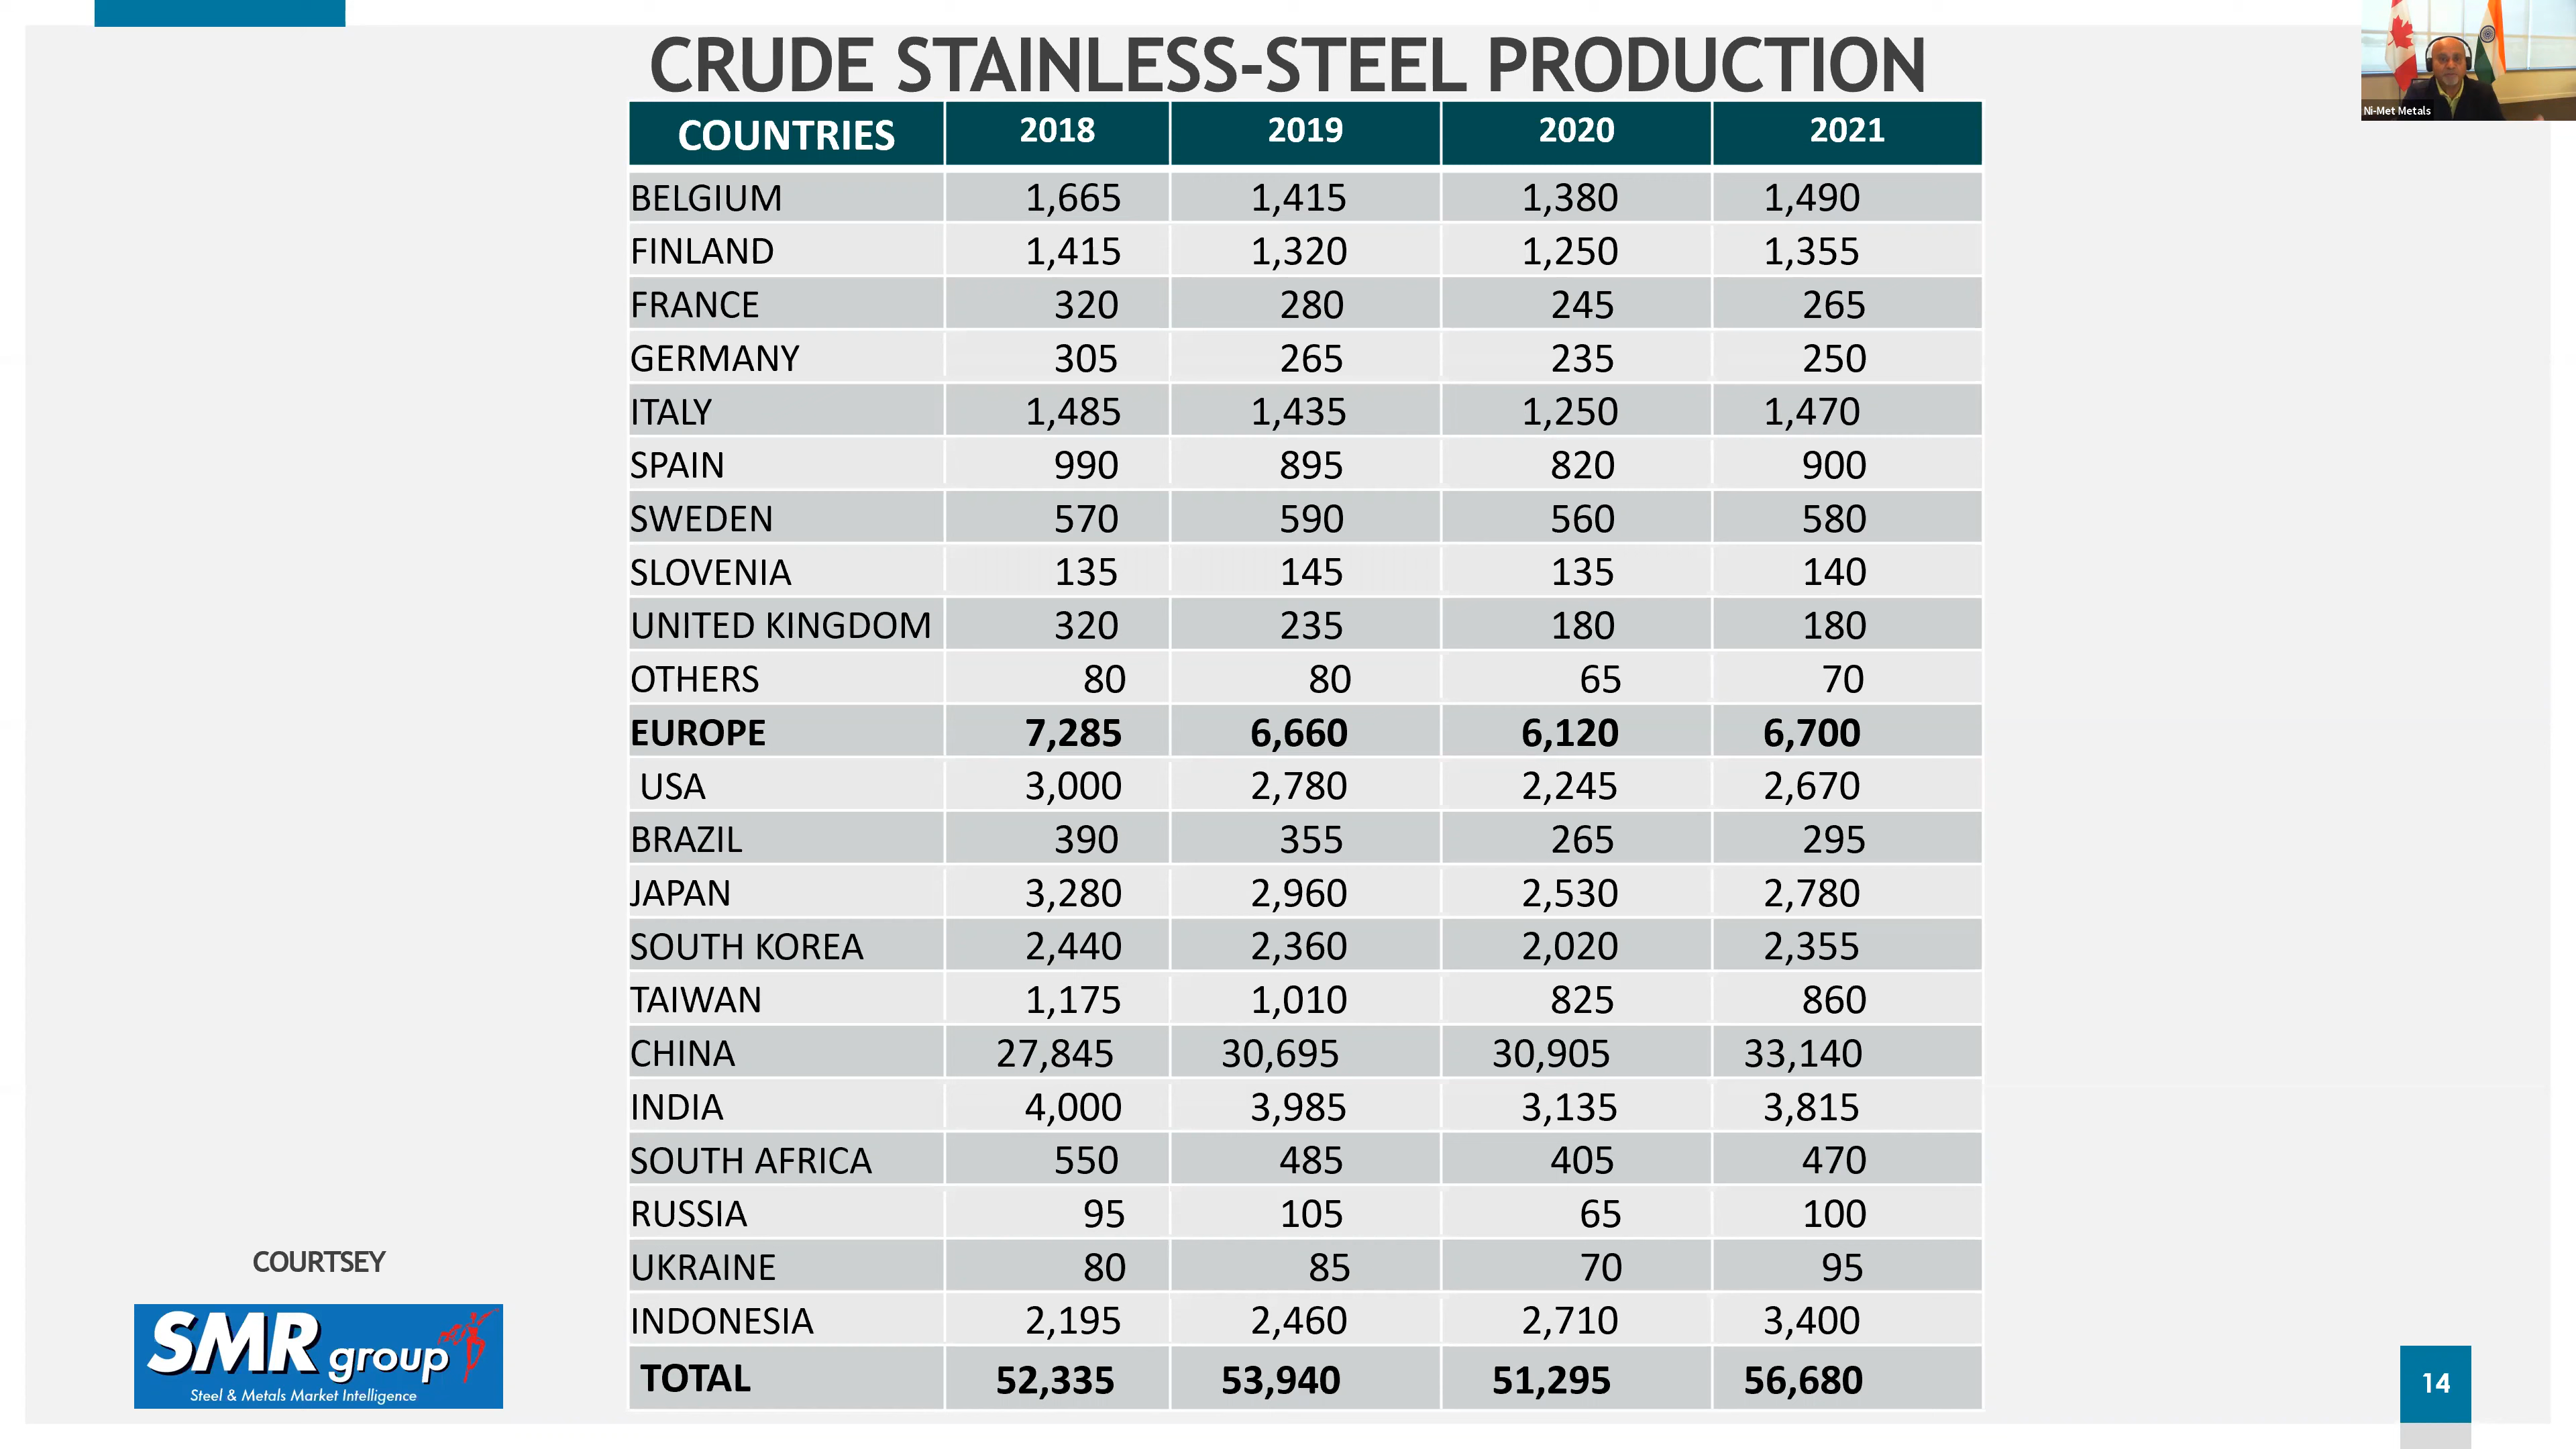 CRUDE STAINLESS-STEEL PRODUCTION
Ni-Met Metals
COUNTRIES 2018 2019 2020 2021
BELGIUM 1,665 1,415 1,380 1,490
FINLAND 1,415 1,320 1,250 1,355
FRANCE 320 280 245 265
GERMANY 305 265 235 250
ITALY 1,485 1,435 1,250 1,470
SPAIN 990 895 820 900
SWEDEN 570 590 560 580
SLOVENIA 135 145 135 140
UNITED KINGDOM 320 235 180 180
OTHERS 80 80 65 70
EUROPE 7,285 6,660 6,120 6,700
USA 3,000 2,780 2,245 2,670
BRAZIL 390 355 265 295
JAPAN 3,280 2,960 2,530 2,780
SOUTH KOREA 2,440 2,360 2,020 2,355
TAIWAN 1,175 1,010 825 860
CHINA 27,845 30,695 30,905 33,140
INDIA 4,000 3,985 3,135 3,815
SOUTH AFRICA 550 485 405 470
RUSSIA 95 105 65 100
UKRAINE 80 85 70 95
INDONESIA 2,195 2,460 2,710 3,400
TOTAL 52,335 53,940 51,295 56,680
COURTSEY
SMR group
Steel & Metals Market Intelligence
14